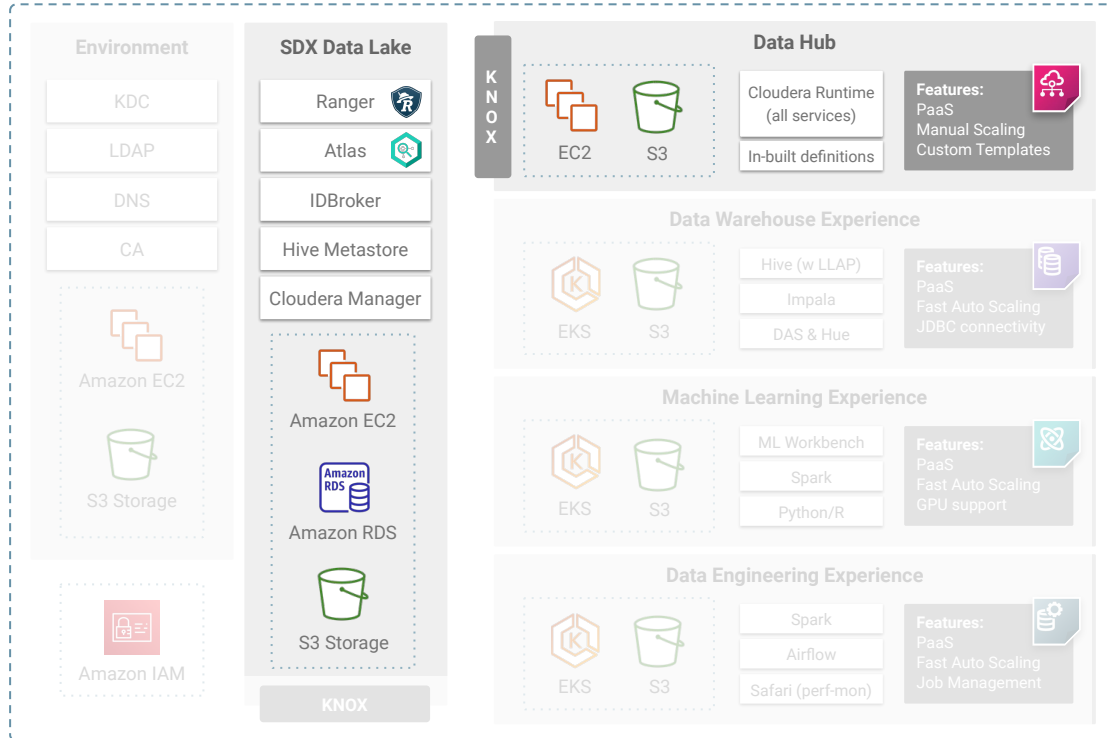 Environment
KDC
LDAP
DNS
CA
Amazon EC2
S3 Storage
Amazon IAM
SDX Data Lake
Ranger
R
Atlas
IDBroker
Hive Metastore
Cloudera Manager
Amazon EC2
Amazon
RDS
Amazon RDS
S3 Storage
KNOX
K
N
O
X
Data Hub
EC2
S3
Cloudera Runtime
(all services)
In-built definitions
Features:
PaaS
Manual Scaling
Custom Templates
Data Warehouse Experience
K
EKS
S3
Hive (w LLAP)
Impala
DAS & Hue
Features:
PaaS
Fast Auto Scaling
JDBC connectivity
Machine Learning Experience
K
EKS
S3
ML Workbench
Spark
Python/R
Features:
PaaS
Fast Auto Scaling
GPU support
Data Engineering Experience
K
EKS
S3
Spark
Airflow
Safari (perf-mon)
Features:
PaaS
Fast Auto Scaling
Job Management